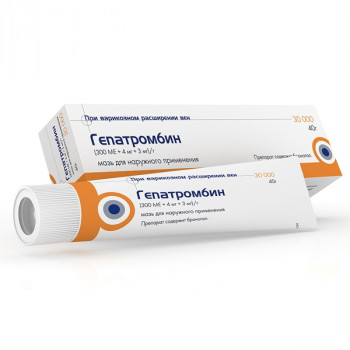 При варикозном расширении вен 30 000
Гепатромбин 40г
(300 МЕ + 4 мг + 3 мг)/г
мазь для наружного применения Препарат содержит бронопол
При варикозном расширении вен 30 000
Гепатромбин 40г
(300 МЕ + 4 мг + 3 мг)/г
мазь для наружного применения
Препарат содержит бронопол